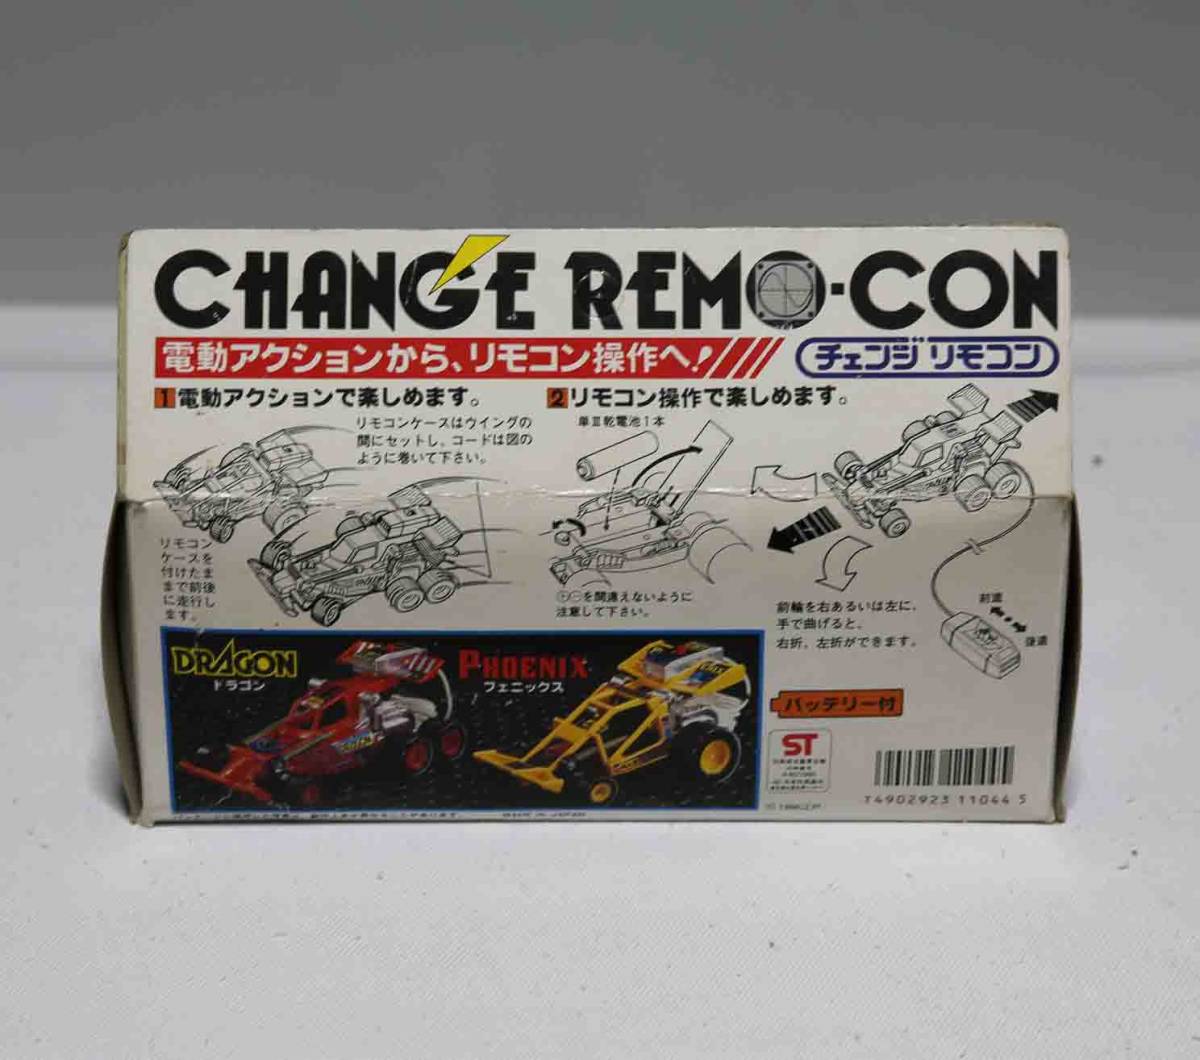 CHANGE REMO-CON
電動アクションから、リモコン操作へ!
チェンジ リモコン
1 電動アクションで楽しめます。
リモコンケースはウイングの
間にセットし、コードは図の
ように巻いて下さい。
リモコン
ケースを
付けたま
まで前後
に走行し
ます。
2 リモコン操作で楽しめます。
単III乾電池1本
⊕⊖を間違えないように
注意して下さい。
前輪を右あるいは左に、
手で曲げると、
右折、左折ができます。
前進
後進
DRAGON
ドラゴン
PHOENIX
フェニックス
バッテリー付
ST
T4902923 11044 5
MADE IN JAPAN